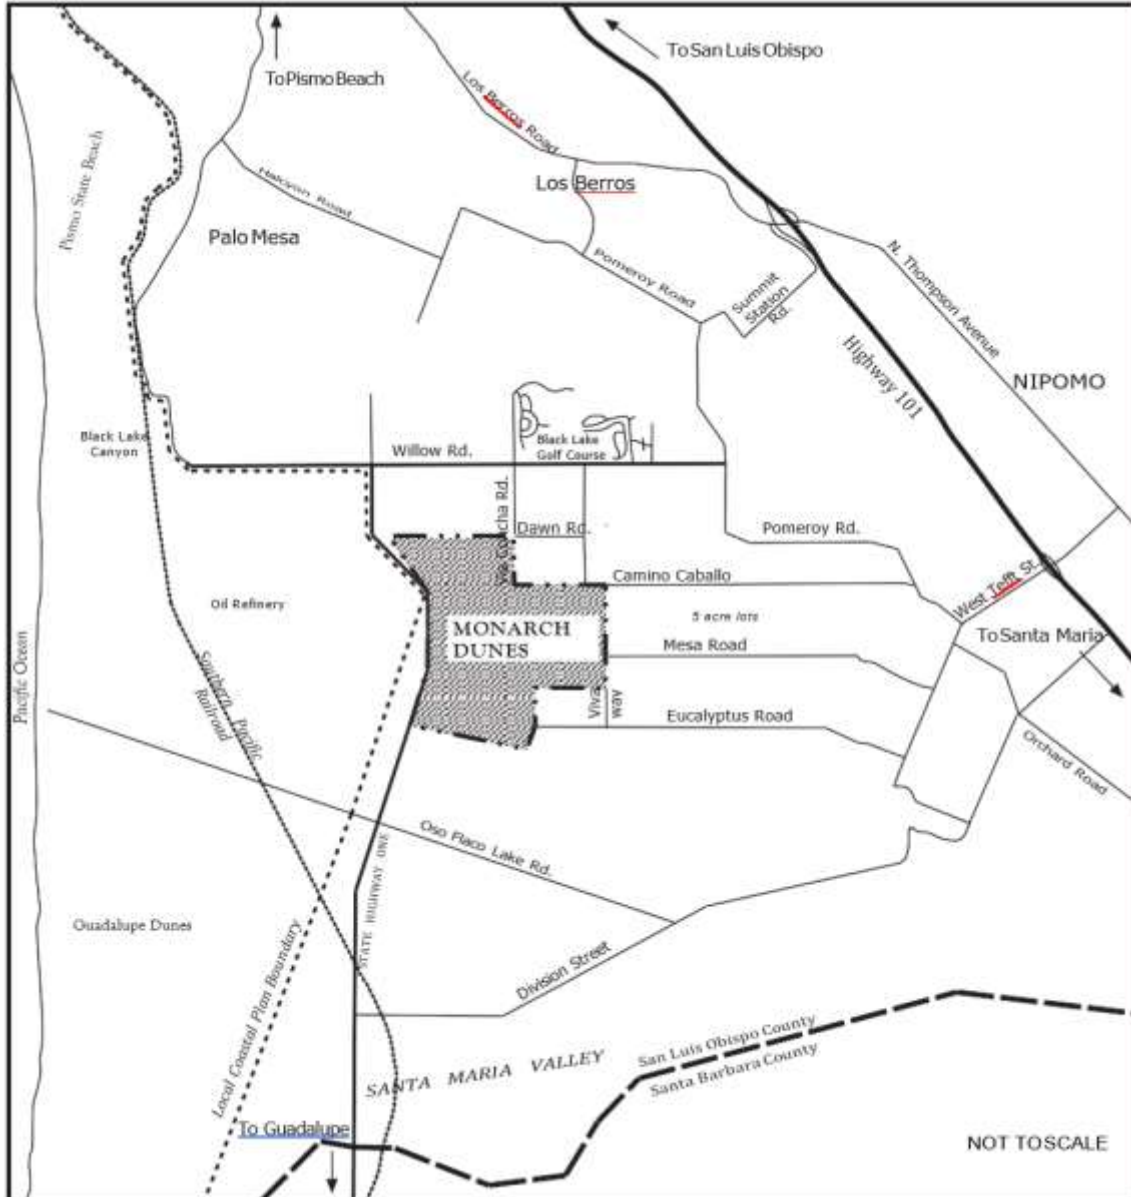 To San Luis Obispo
To Pismo Beach
Los Berros Road
Pismo State Beach
Halcyon Road
Los Berros
Palo Mesa
Pomeroy Road
N. Thompson Avenue
Summit
Station
Rd.
Highway 101
NIPOMO
Black Lake
Canyon
Willow Rd.
Black Lake
Golf Course
Via Concha Rd.
Dawn Rd.
Pomeroy Rd.
Camino Caballo
West Tefft St.
Oil Refinery
5 acre lots
MONARCH
DUNES
Mesa Road
To Santa Maria
Pacific Ocean
Southern Pacific
Railroad
Viva
way
Eucalyptus Road
Orchard Road
Oso Flaco Lake Rd.
STATE HIGHWAY ONE
Guadalupe Dunes
Local Coastal Plan Boundary
Division Street
San Luis Obispo County
Santa Barbara County
SANTA MARIA VALLEY
To Guadalupe
NOT TO SCALE